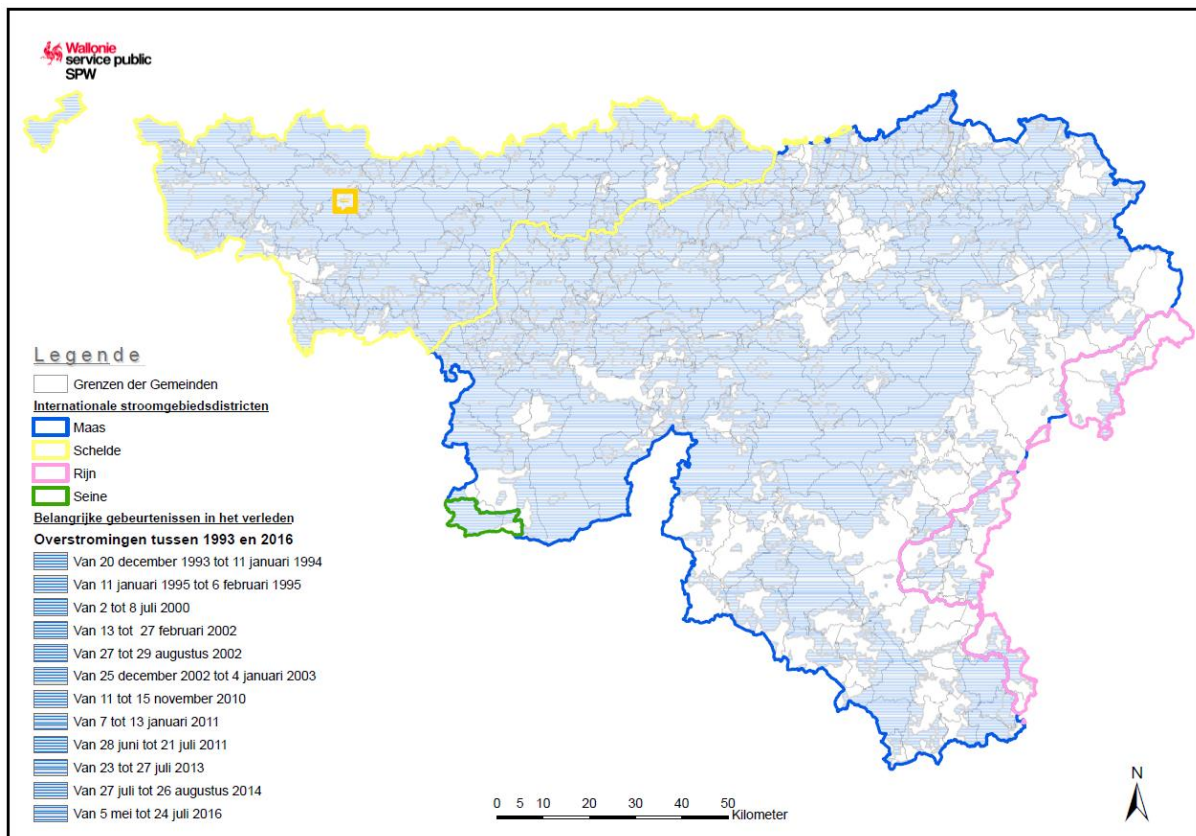 Wallonie
service public
SPW
Legende
Grenzen der Gemeinden
Internationale stroomgebiedsdistricten
Maas
Schelde
Rijn
Seine
Belangrijke gebeurtenissen in het verleden
Overstromingen tussen 1993 en 2016
Van 20 december 1993 tot 11 januari 1994
Van 11 januari 1995 tot 6 februari 1995
Van 2 tot 8 juli 2000
Van 13 tot 27 februari 2002
Van 27 tot 29 augustus 2002
Van 25 december 2002 tot 4 januari 2003
Van 11 tot 15 november 2010
Van 7 tot 13 januari 2011
Van 28 juni tot 21 juli 2011
Van 23 tot 27 juli 2013
Van 27 juli tot 26 augustus 2014
Van 5 mei tot 24 juli 2016
0 5 10 20 30 40 50
Kilometer
N